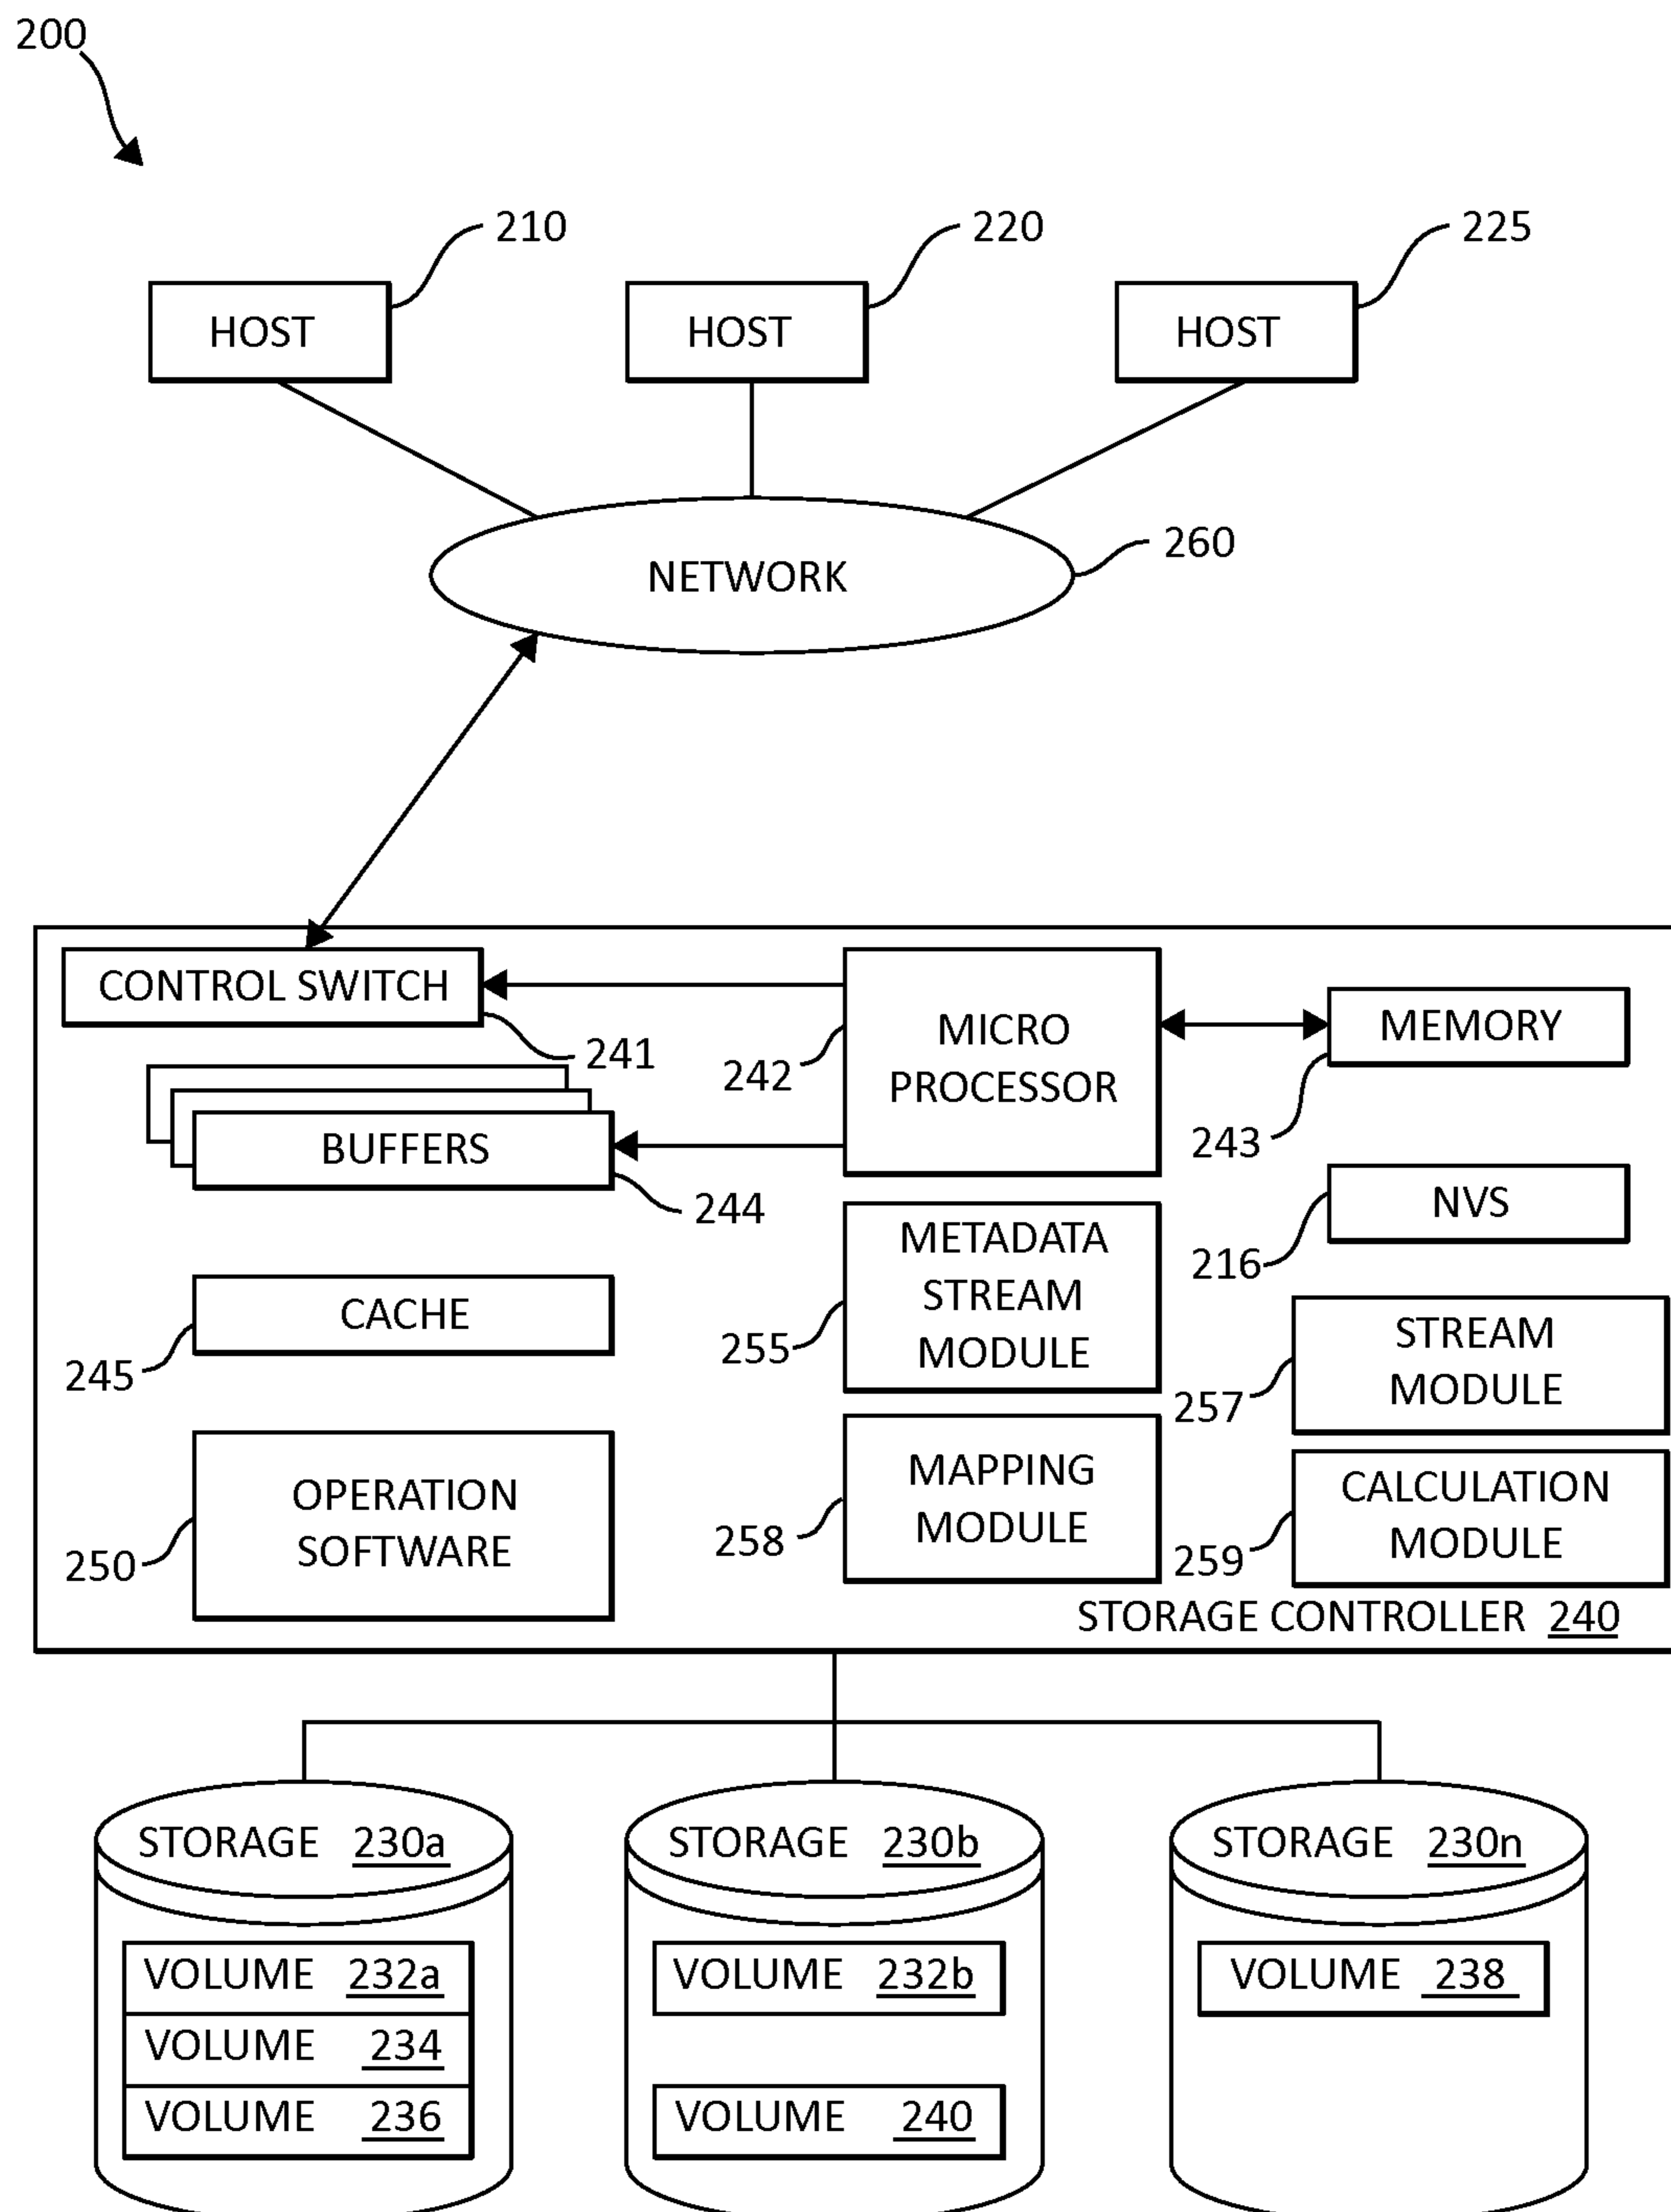 200
210
220
225
HOST
HOST
HOST
260
NETWORK
CONTROL SWITCH
241
BUFFERS
244
CACHE
245
OPERATION
SOFTWARE
250
MICRO
PROCESSOR
242
METADATA
STREAM
MODULE
255
MAPPING
MODULE
258
MEMORY
243
NVS
216
STREAM
MODULE
257
CALCULATION
MODULE
259
STORAGE CONTROLLER 240
STORAGE 230a
VOLUME 232a
VOLUME 234
VOLUME 236
STORAGE 230b
VOLUME 232b
VOLUME 240
STORAGE 230n
VOLUME 238